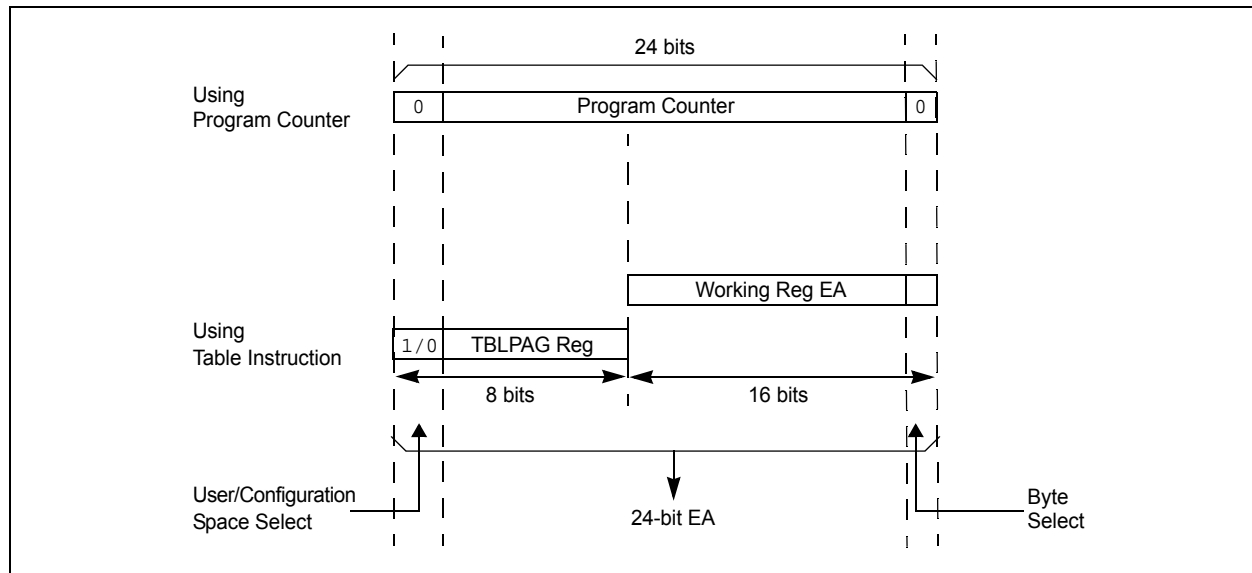 24 bits
Using
Program Counter
0
Program Counter
0
Working Reg EA
Using
Table Instruction
1/0
TBLPAG Reg
8 bits
16 bits
User/Configuration
Space Select
24-bit EA
Byte
Select